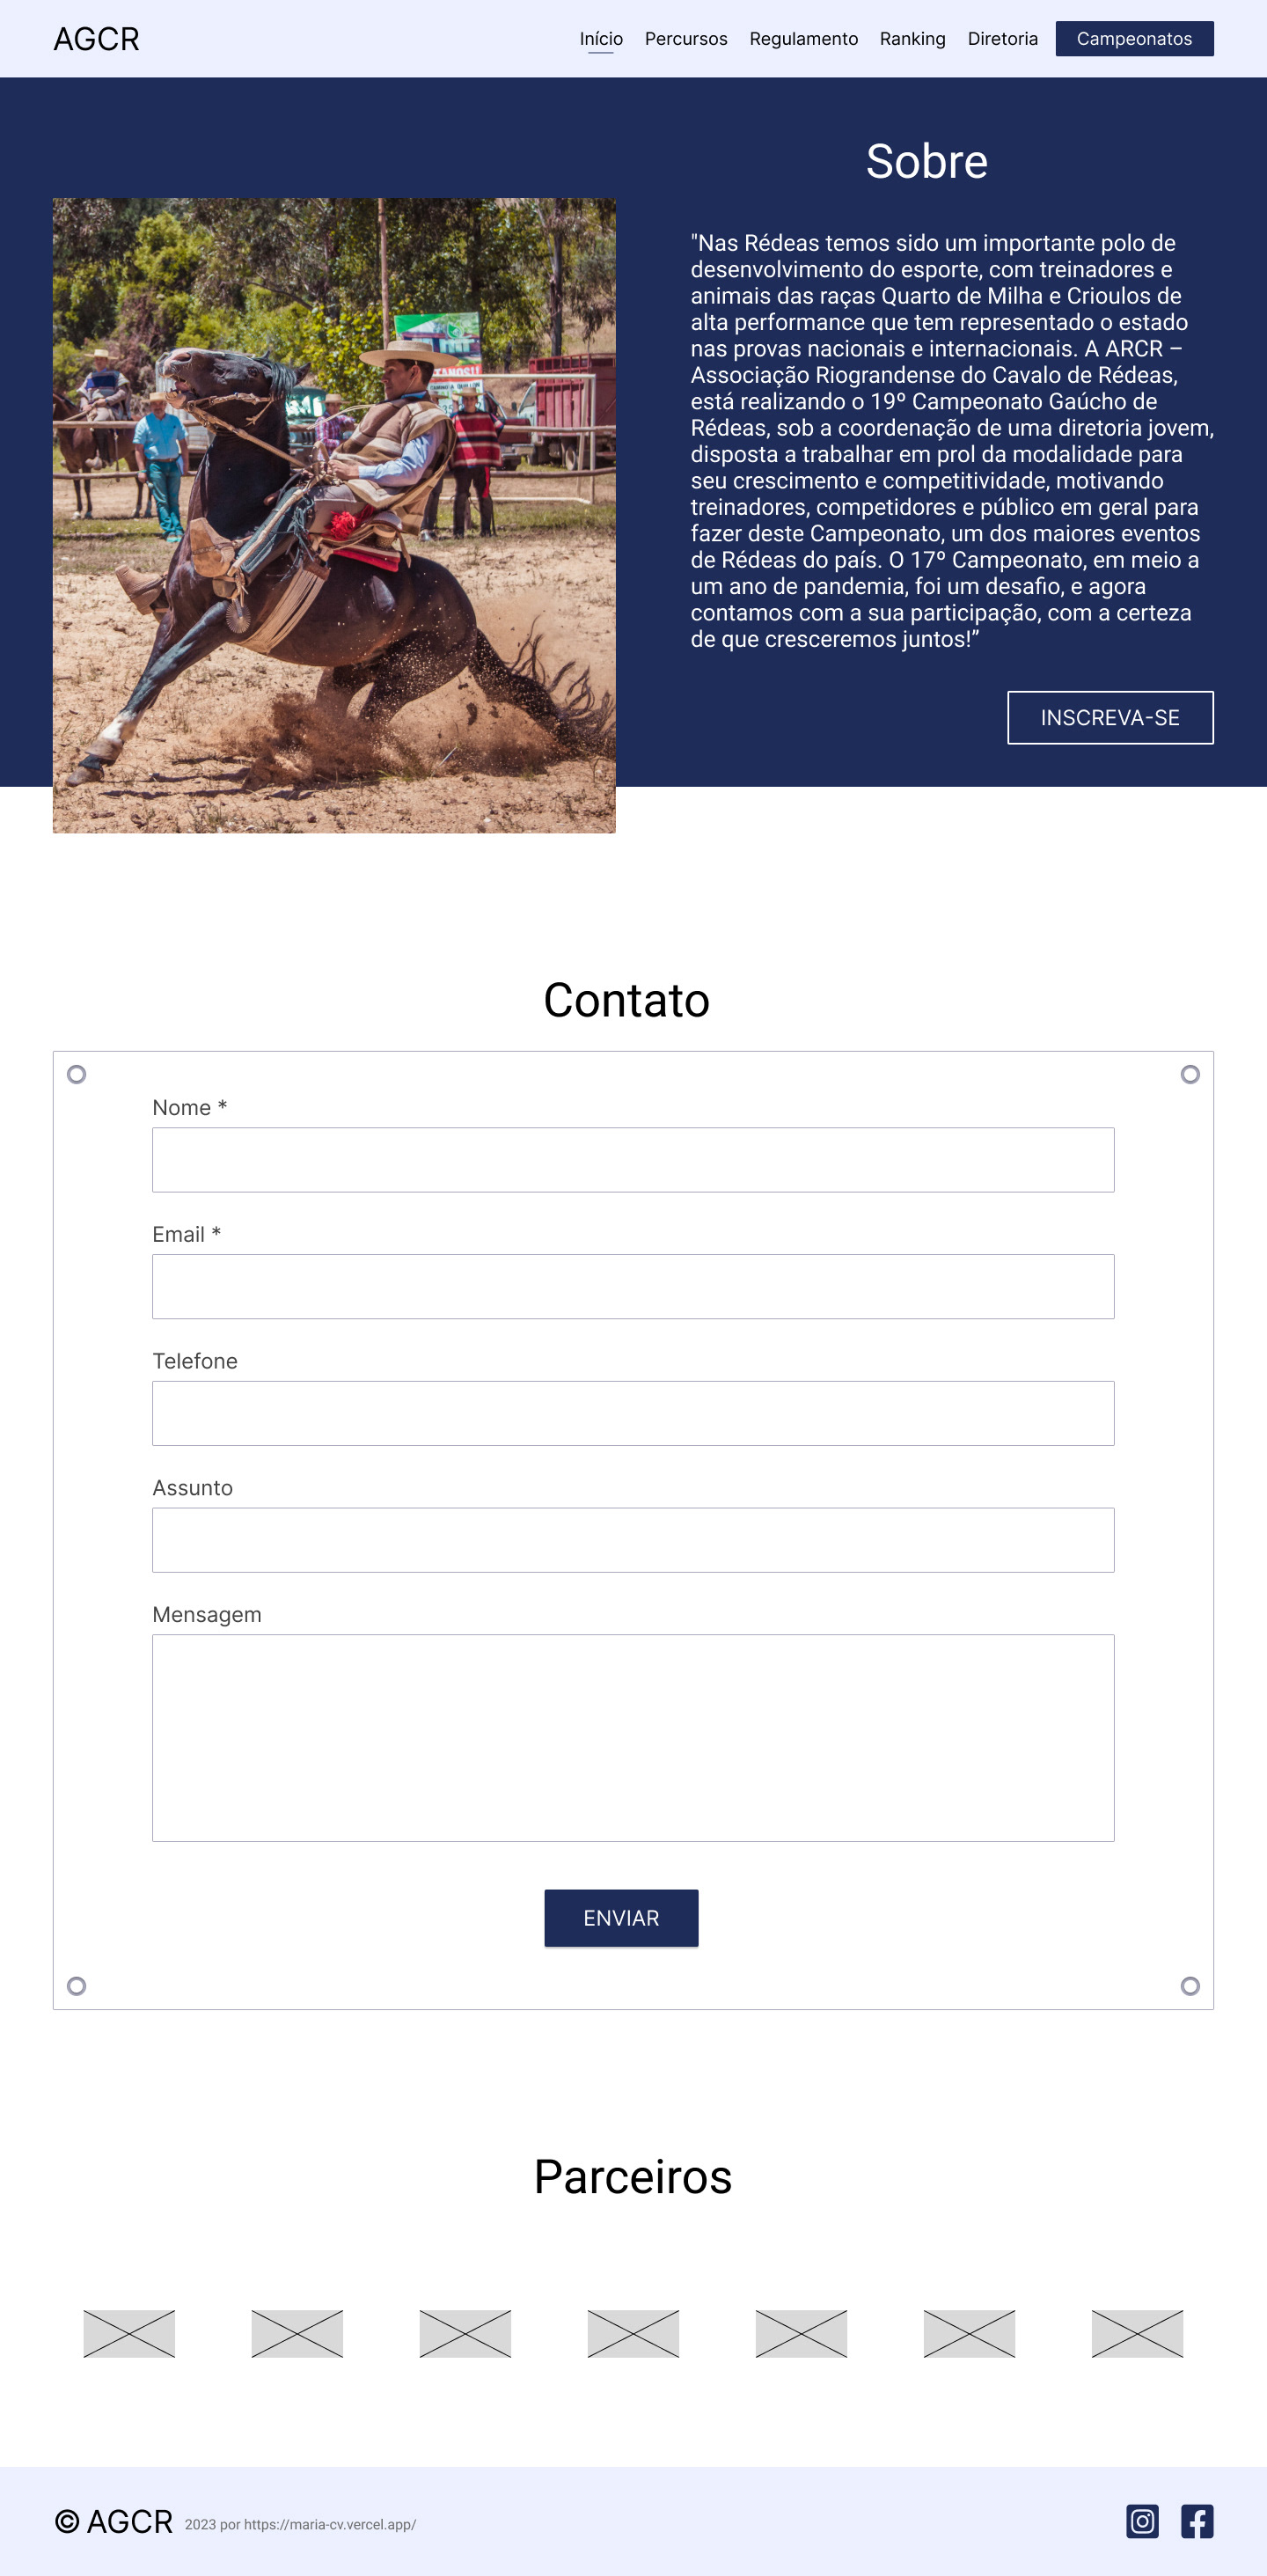 AGCR
Início Percursos Regulamento Ranking Diretoria Campeonatos
Sobre
"Nas Rédeas temos sido um importante polo de
desenvolvimento do esporte, com treinadores e
animais das raças Quarto de Milha e Crioulos de
alta performance que tem representado o estado
nas provas nacionais e internacionais. A ARCR –
Associação Riograndense do Cavalo de Rédeas,
está realizando o 19º Campeonato Gaúcho de
Rédeas, sob a coordenação de uma diretoria jovem,
disposta a trabalhar em prol da modalidade para
seu crescimento e competitividade, motivando
treinadores, competidores e público em geral para
fazer deste Campeonato, um dos maiores eventos
de Rédeas do país. O 17º Campeonato, em meio a
um ano de pandemia, foi um desafio, e agora
contamos com a sua participação, com a certeza
de que cresceremos juntos!”
INSCREVA-SE
Contato
Nome *
Email *
Telefone
Assunto
Mensagem
ENVIAR
Parceiros
© AGCR 2023 por https://maria-cv.vercel.app/